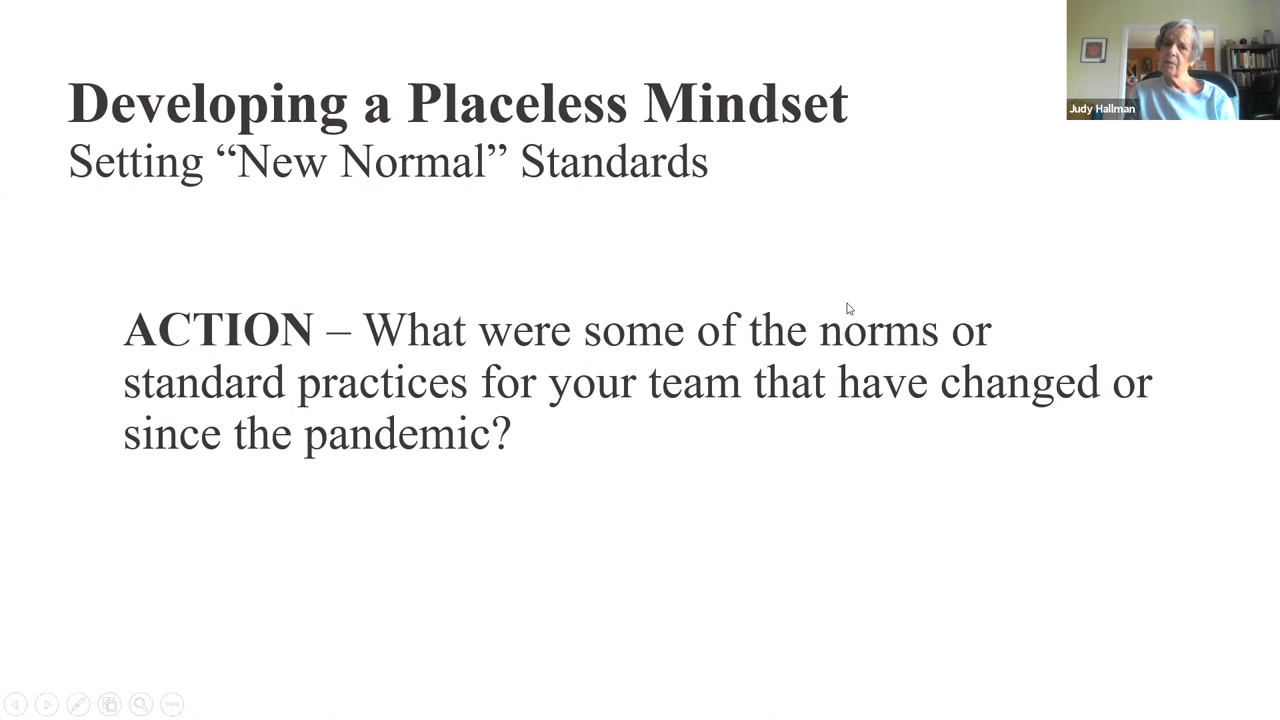 Developing a Placeless Mindset
Setting “New Normal” Standards
Judy Hallman
ACTION – What were some of the norms or
standard practices for your team that have changed or
since the pandemic?